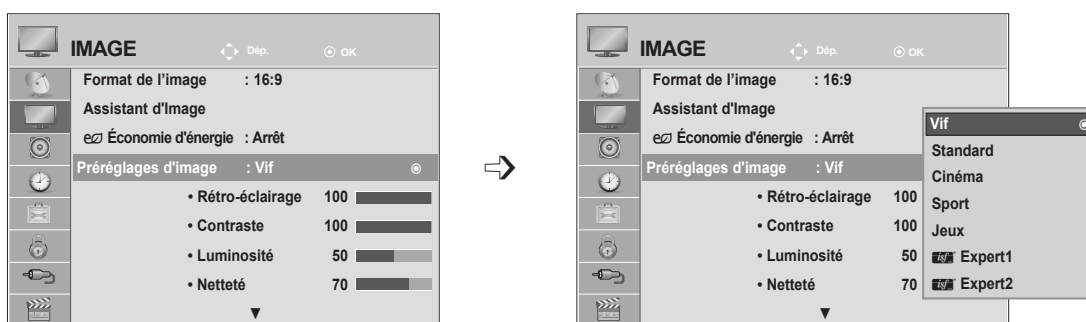 IMAGE Dép. OK
Format de l'image : 16:9
Assistant d'Image
Économie d'énergie : Arrêt
Préréglages d'image : Vif
• Rétro-éclairage 100
• Contraste 100
• Luminosité 50
• Netteté 70
IMAGE Dép. OK
Format de l'image : 16:9
Assistant d'Image
Économie d'énergie : Arrêt
Préréglages d'image : Vif
• Rétro-éclairage 100
• Contraste 100
• Luminosité 50
• Netteté 70
Vif
Standard
Cinéma
Sport
Jeux
isf Expert1
isf Expert2